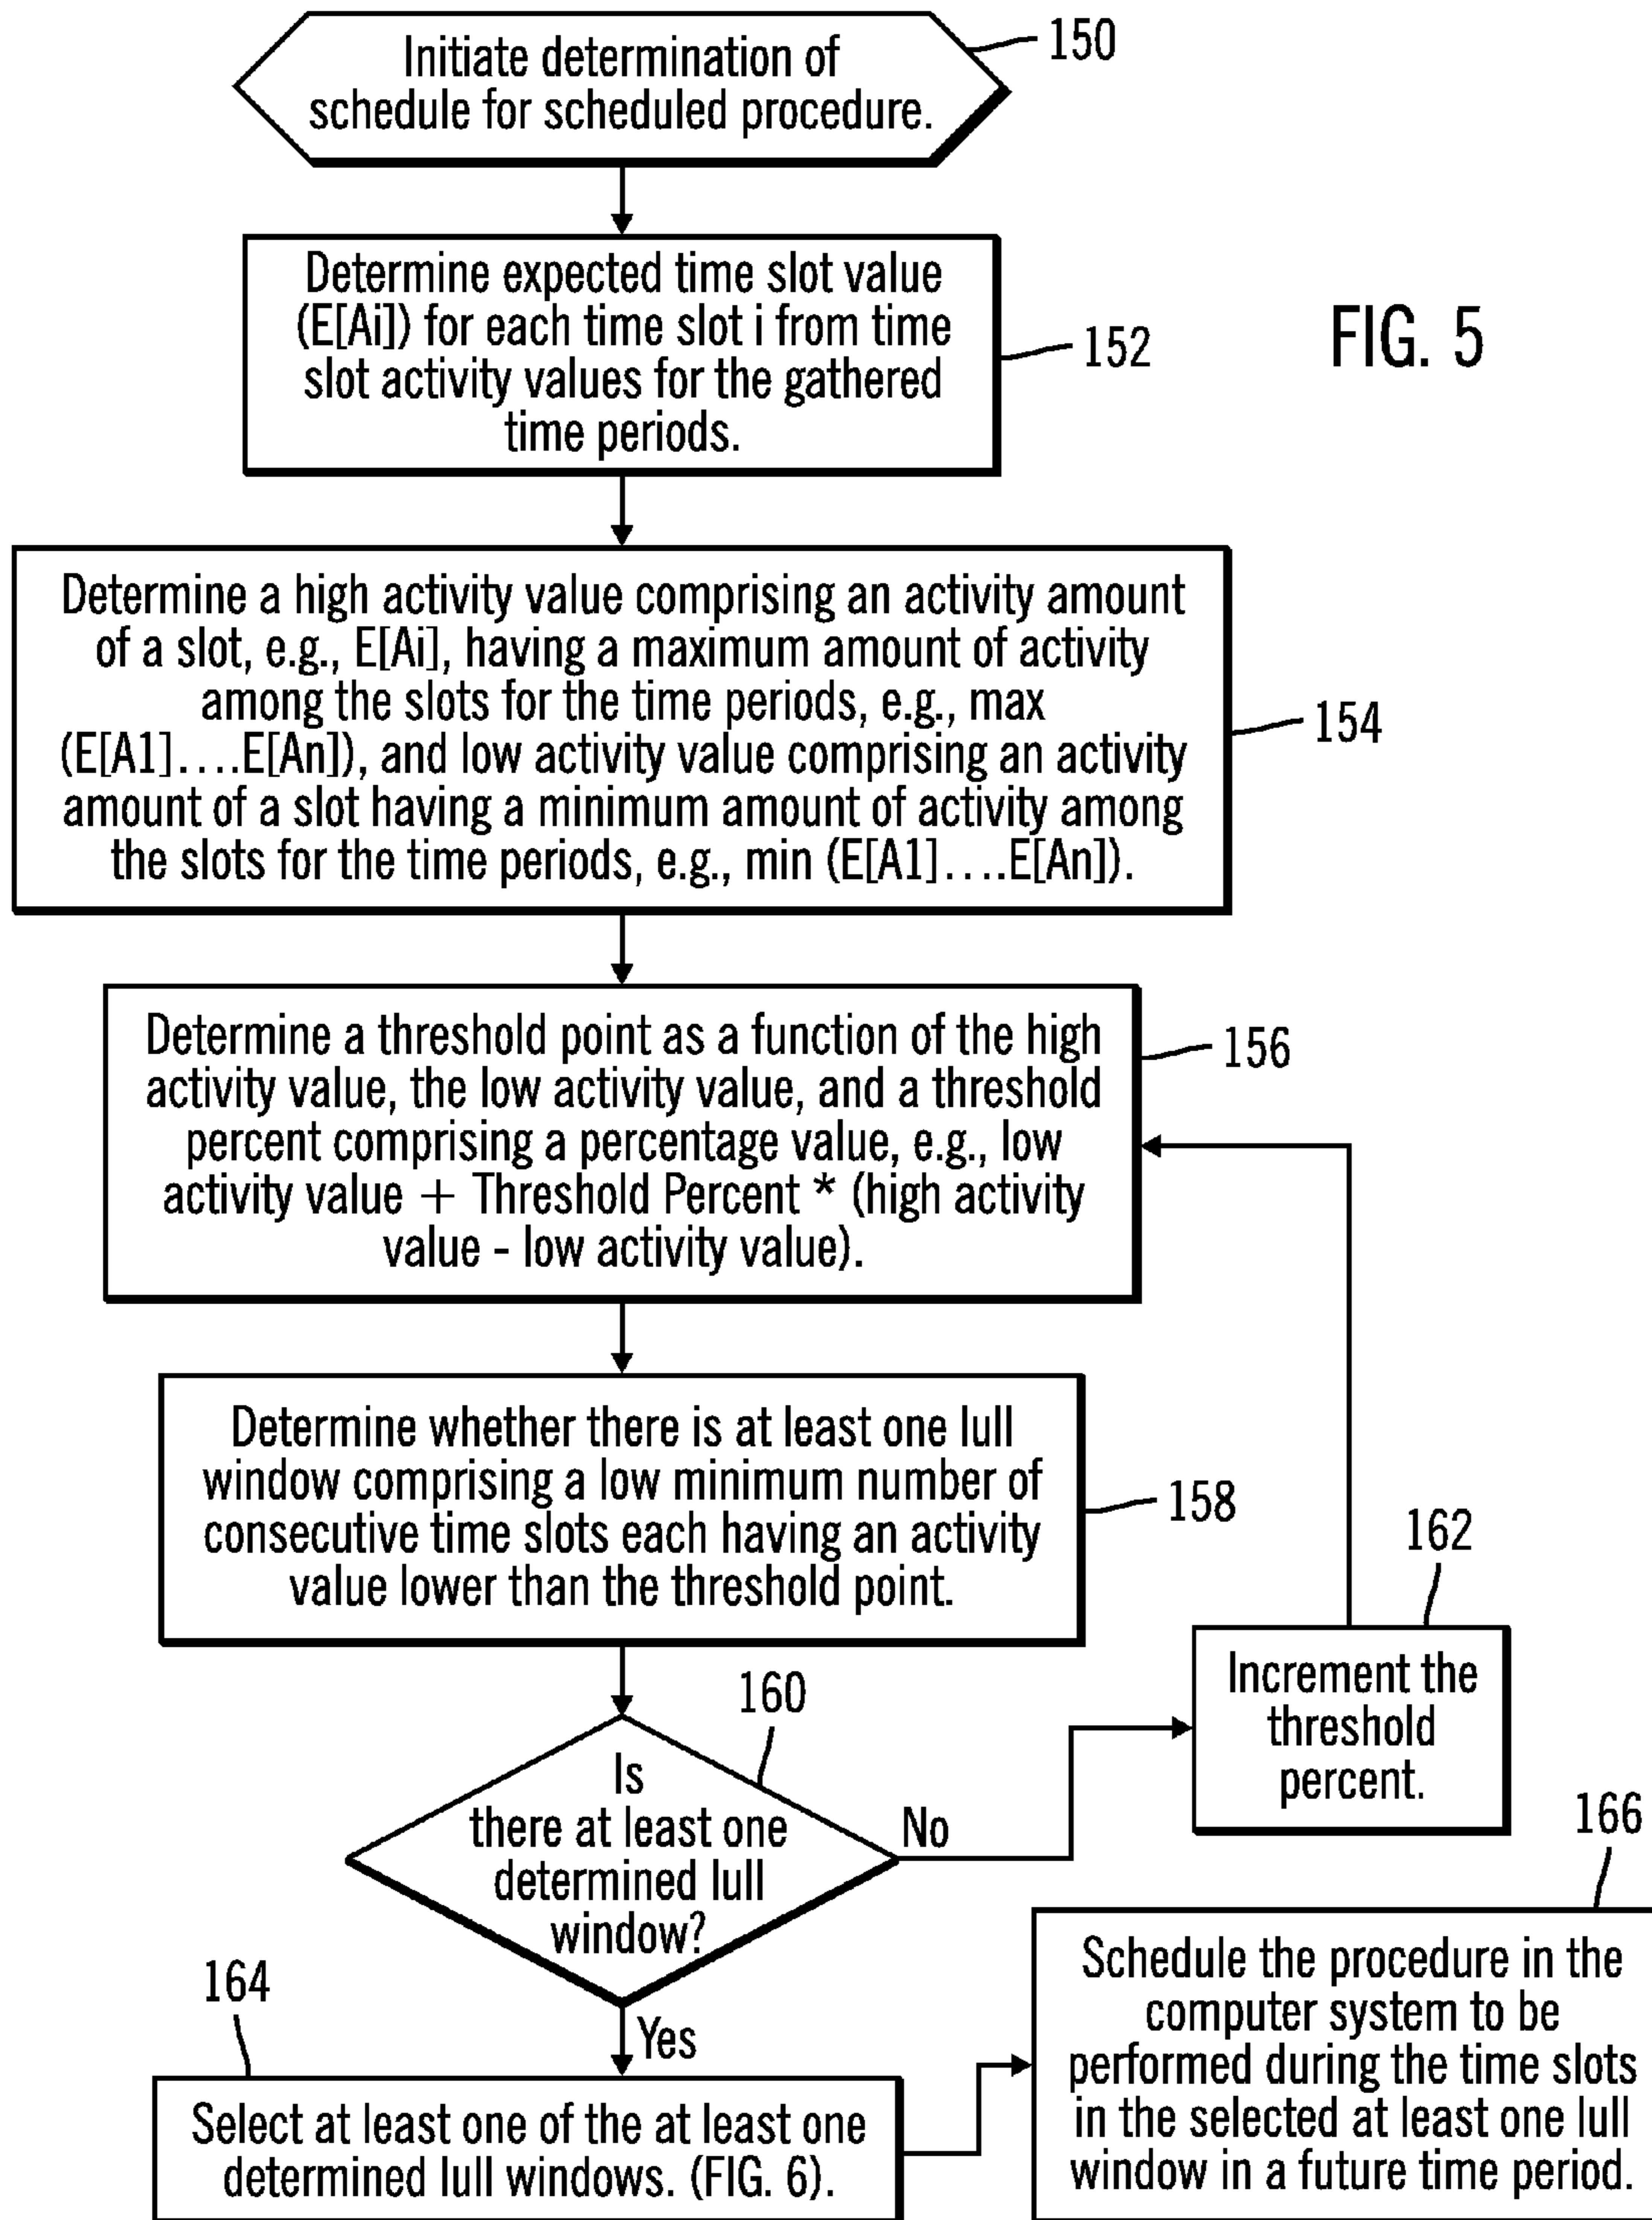 Initiate determination of
schedule for scheduled procedure.
150
Determine expected time slot value
(E[Ai]) for each time slot i from time
slot activity values for the gathered
time periods.
152
FIG. 5
Determine a high activity value comprising an activity amount
of a slot, e.g., E[Ai], having a maximum amount of activity
among the slots for the time periods, e.g., max
(E[A1]....E[An]), and low activity value comprising an activity
amount of a slot having a minimum amount of activity among
the slots for the time periods, e.g., min (E[A1]....E[An]).
154
Determine a threshold point as a function of the high
activity value, the low activity value, and a threshold
percent comprising a percentage value, e.g., low
activity value + Threshold Percent * (high activity
value - low activity value).
156
Determine whether there is at least one lull
window comprising a low minimum number of
consecutive time slots each having an activity
value lower than the threshold point.
158
160
Is
there at least one
determined lull
window?
No
Yes
162
Increment the
threshold
percent.
164
Select at least one of the at least one
determined lull windows. (FIG. 6).
166
Schedule the procedure in the
computer system to be
performed during the time slots
in the selected at least one lull
window in a future time period.